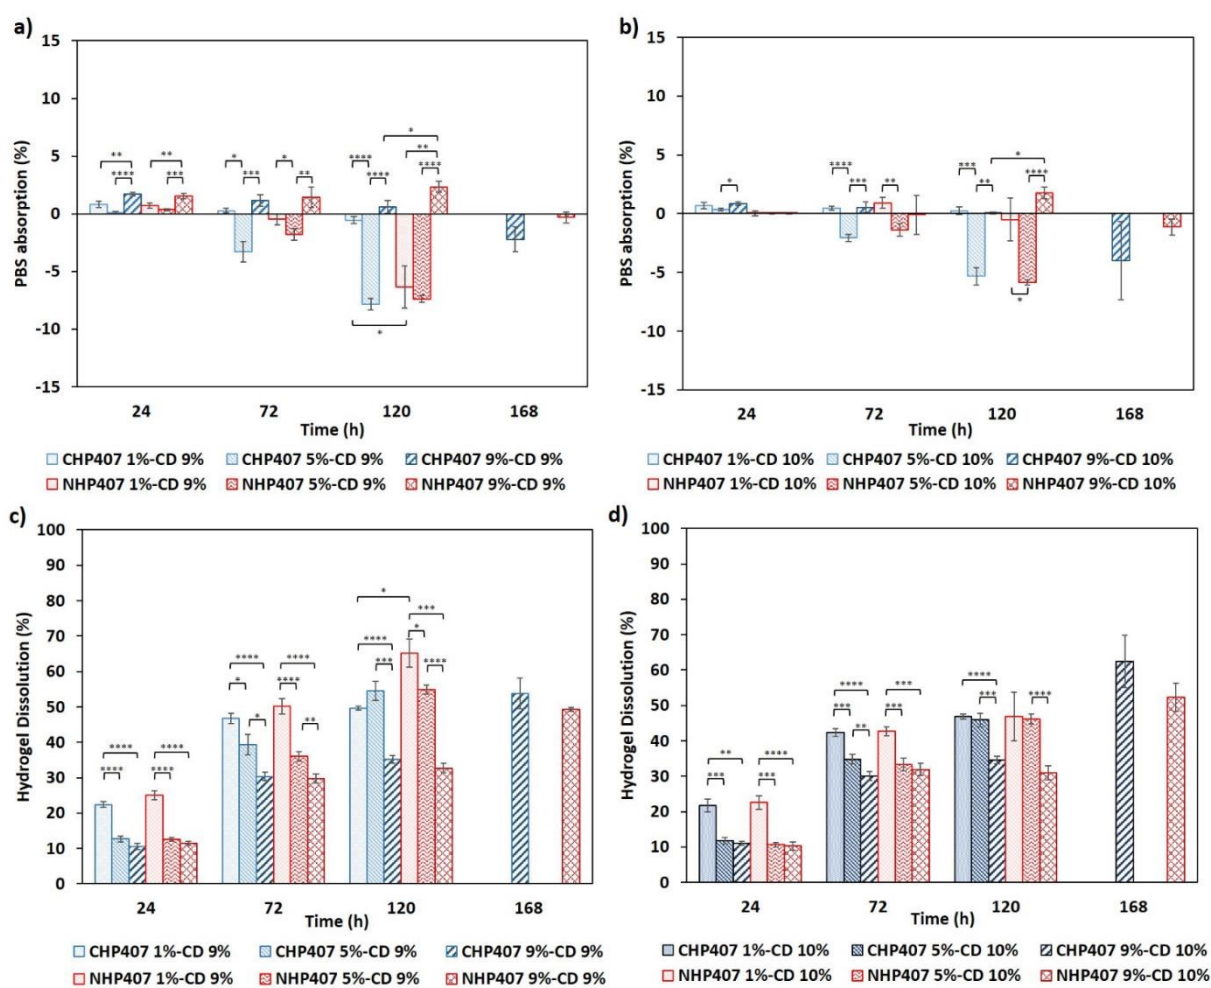 a)
15
10
5
0
-5
-10
-15
PBS absorption (%)
** **** ** ***
* *** * **
**** **** * ** **** *
24 72 120 168
Time (h)
CHP407 1%-CD 9% CHP407 5%-CD 9% CHP407 9%-CD 9%
NHP407 1%-CD 9% NHP407 5%-CD 9% NHP407 9%-CD 9%
b)
15
10
5
0
-5
-10
-15
PBS absorption (%)
*
**** *** **
*** ** * **** *
24 72 120 168
Time (h)
CHP407 1%-CD 10% CHP407 5%-CD 10% CHP407 9%-CD 10%
NHP407 1%-CD 10% NHP407 5%-CD 10% NHP407 9%-CD 10%
c)
100
90
80
70
60
50
40
30
20
10
0
Hydrogel Dissolution (%)
**** **** **** ****
**** * * **** **** **
* **** *** *** * ****
24 72 120 168
Time (h)
CHP407 1%-CD 9% CHP407 5%-CD 9% CHP407 9%-CD 9%
NHP407 1%-CD 9% NHP407 5%-CD 9% NHP407 9%-CD 9%
d)
100
90
80
70
60
50
40
30
20
10
0
Hydrogel Dissolution (%)
** *** **** ***
**** *** ** *** ***
**** *** ****
24 72 120 168
Time (h)
CHP407 1%-CD 10% CHP407 5%-CD 10% CHP407 9%-CD 10%
NHP407 1%-CD 10% NHP407 5%-CD 10% NHP407 9%-CD 10%